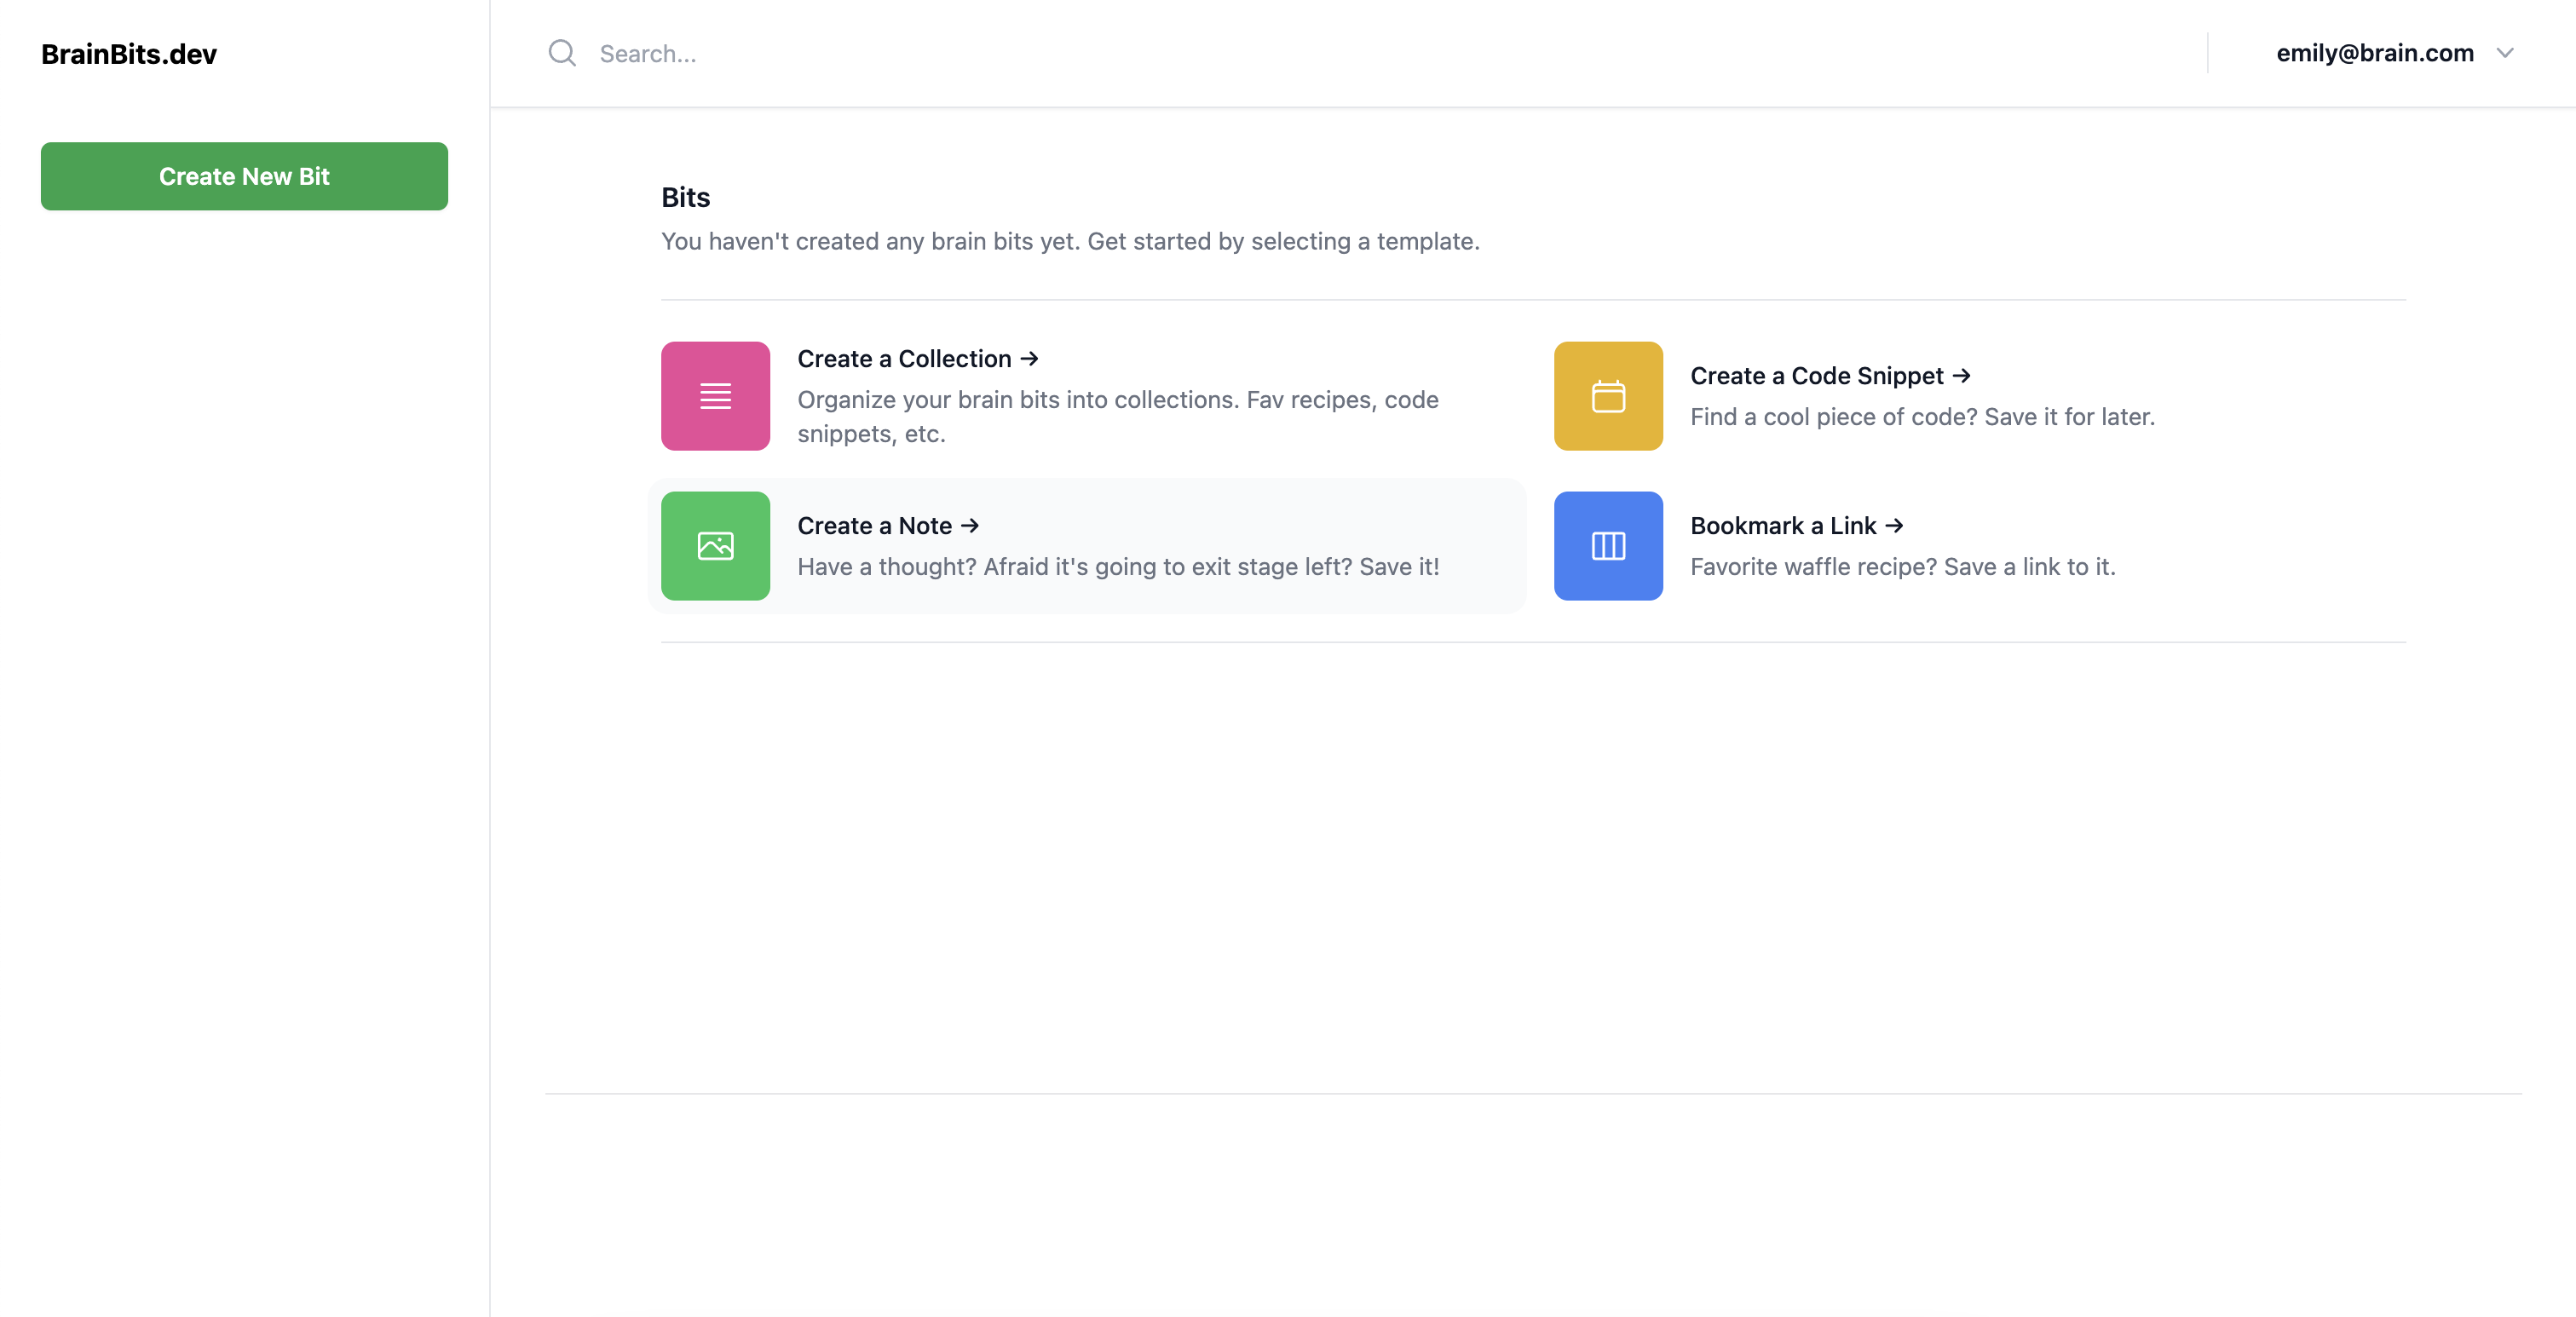 BrainBits.dev
Search...
emily@brain.com
Create New Bit
Bits
You haven't created any brain bits yet. Get started by selecting a template.
Create a Collection →
Organize your brain bits into collections. Fav recipes, code
snippets, etc.
Create a Code Snippet →
Find a cool piece of code? Save it for later.
Create a Note →
Have a thought? Afraid it's going to exit stage left? Save it!
Bookmark a Link →
Favorite waffle recipe? Save a link to it.